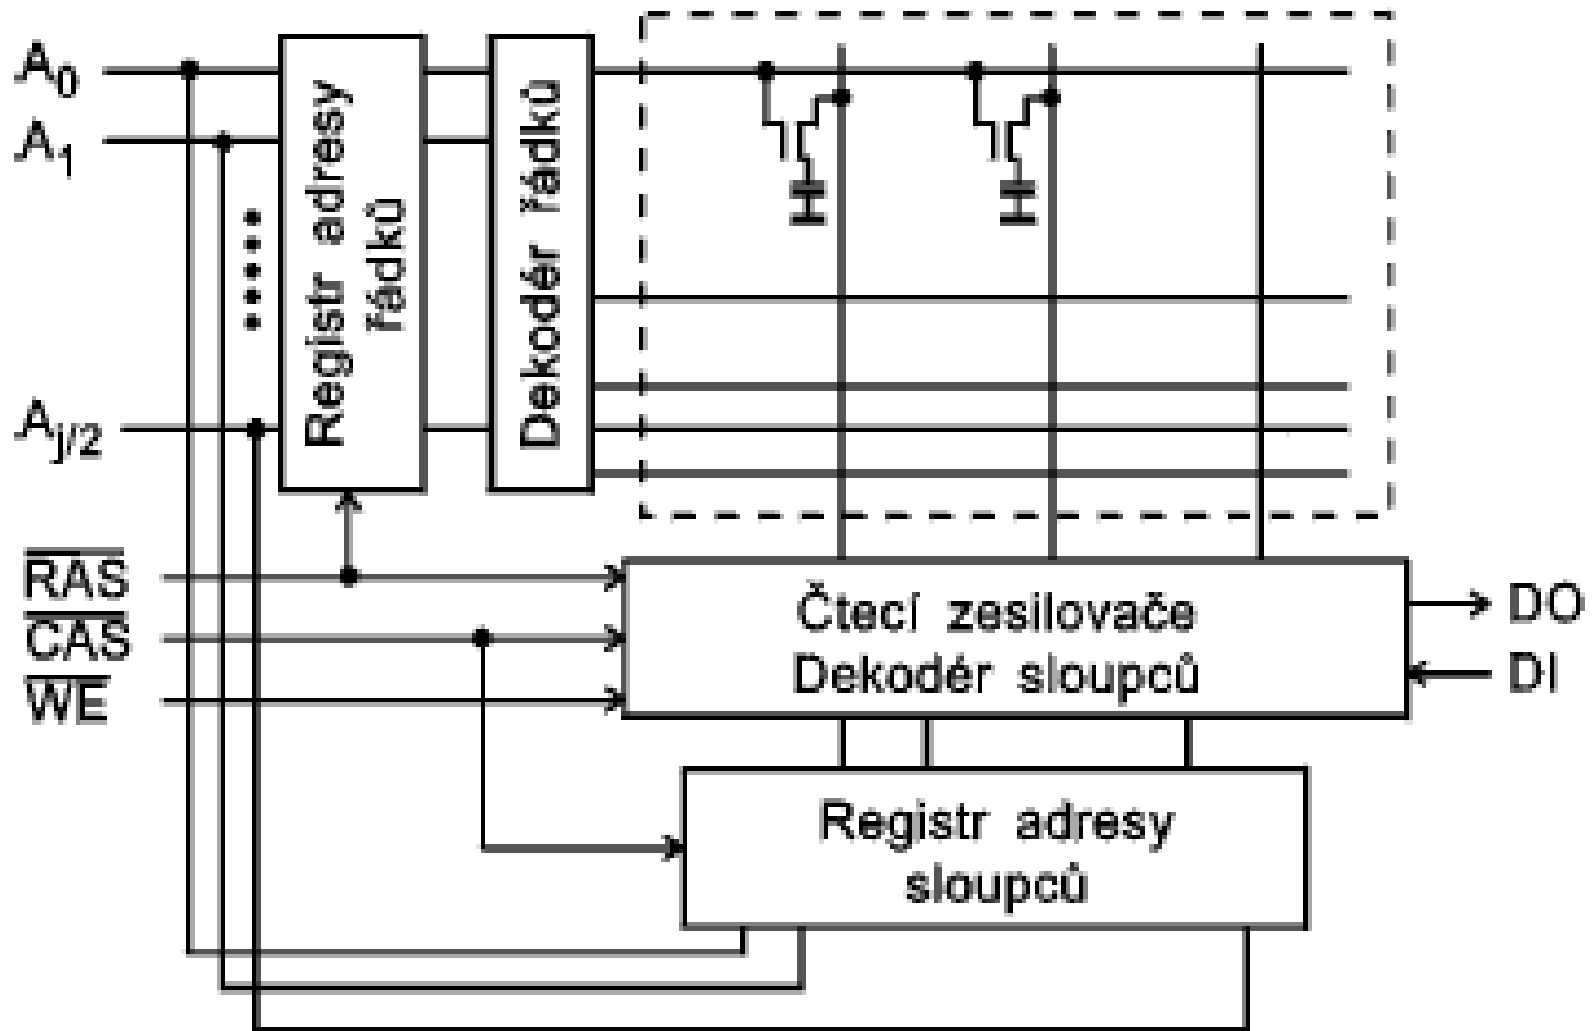 A0
A1
Aj/2
Registr adresy
řádků
Dekodér řádků
RAS
CAS
WE
Čtecí zesilovače
Dekodér sloupců
DO
DI
Registr adresy
sloupců